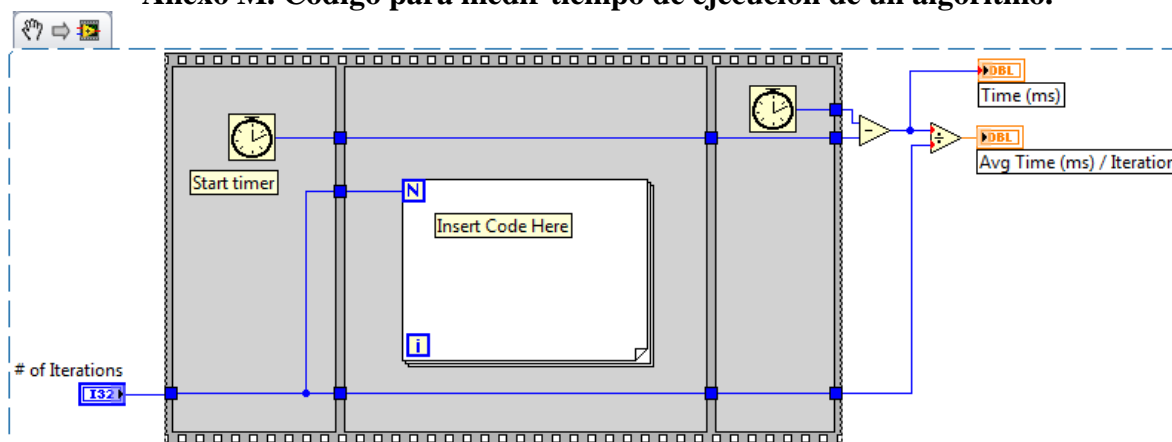 Anexo M. Código para medir tiempo de ejecución de un algoritmo.
DBL
Time (ms)
Start timer
DBL
Avg Time (ms) / Iteration
N
Insert Code Here
i
# of Iterations
I32